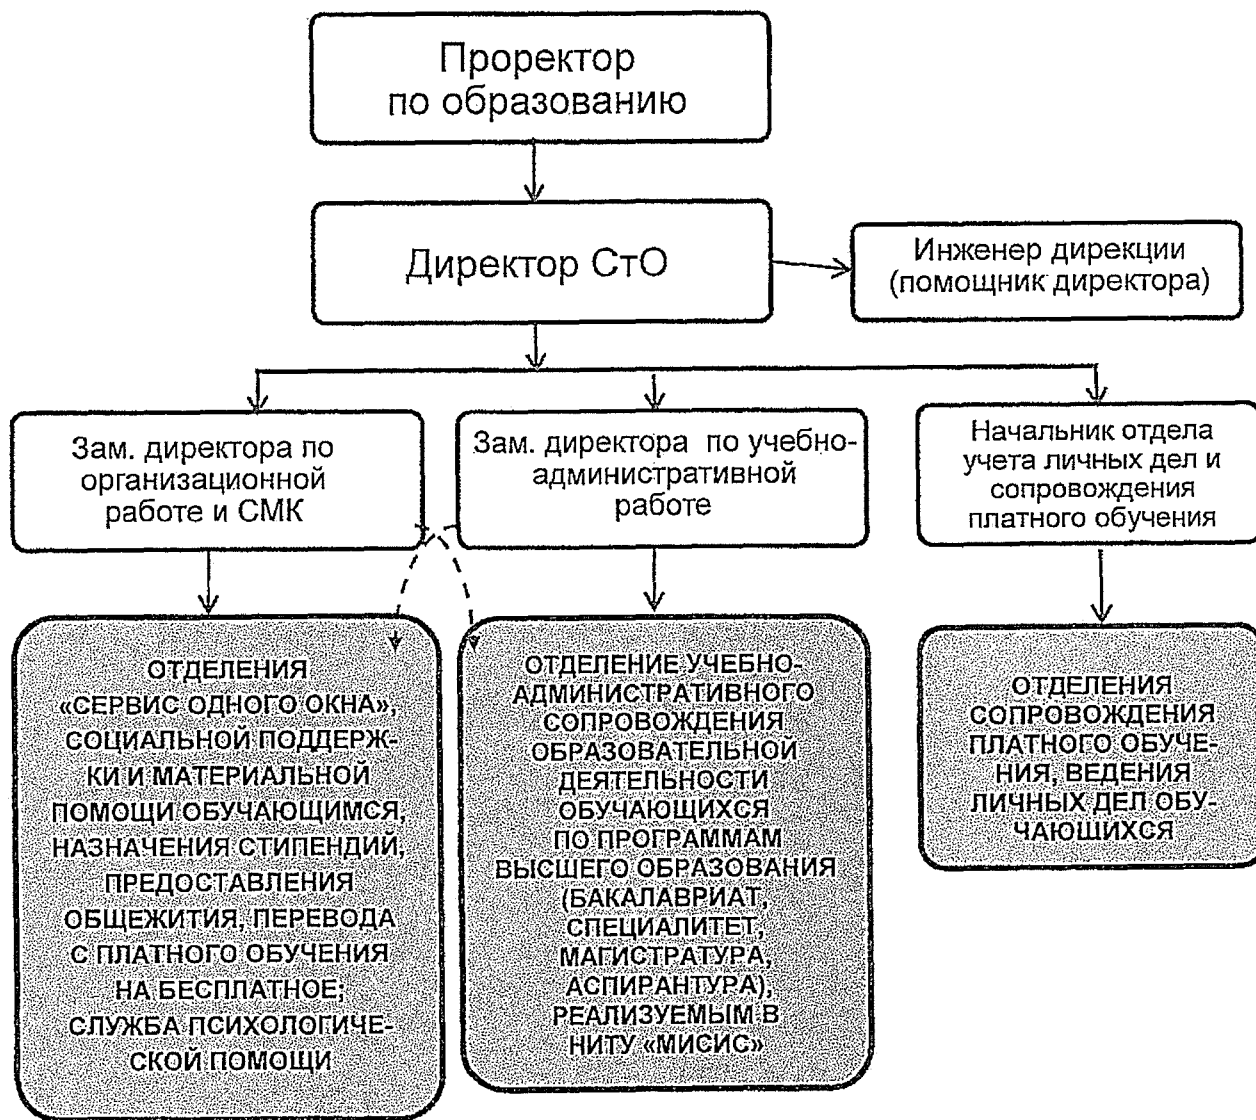 Проректор
по образованию
Директор СтО
Инженер дирекции
(помощник директора)
Зам. директора по
организационной
работе и СМК
Зам. директора по учебно-
административной
работе
Начальник отдела
учета личных дел и
сопровождения
платного обучения
ОТДЕЛЕНИЯ
«СЕРВИС ОДНОГО ОКНА»,
СОЦИАЛЬНОЙ ПОДДЕРЖ-
КИ И МАТЕРИАЛЬНОЙ
ПОМОЩИ ОБУЧАЮЩИМСЯ,
НАЗНАЧЕНИЯ СТИПЕНДИЙ,
ПРЕДОСТАВЛЕНИЯ
ОБЩЕЖИТИЯ, ПЕРЕВОДА
С ПЛАТНОГО ОБУЧЕНИЯ
НА БЕСПЛАТНОЕ;
СЛУЖБА ПСИХОЛОГИЧЕ-
СКОЙ ПОМОЩИ
ОТДЕЛЕНИЕ УЧЕБНО-
АДМИНИСТРАТИВНОГО
СОПРОВОЖДЕНИЯ
ОБРАЗОВАТЕЛЬНОЙ
ДЕЯТЕЛЬНОСТИ
ОБУЧАЮЩИХСЯ
ПО ПРОГРАММАМ
ВЫСШЕГО ОБРАЗОВАНИЯ
(БАКАЛАВРИАТ,
СПЕЦИАЛИТЕТ,
МАГИСТРАТУРА,
АСПИРАНТУРА),
РЕАЛИЗУЕМЫМ В
НИТУ «МИСИС»
ОТДЕЛЕНИЯ
СОПРОВОЖДЕНИЯ
ПЛАТНОГО ОБУЧЕ-
НИЯ, ВЕДЕНИЯ
ЛИЧНЫХ ДЕЛ ОБУ-
ЧАЮЩИХСЯ